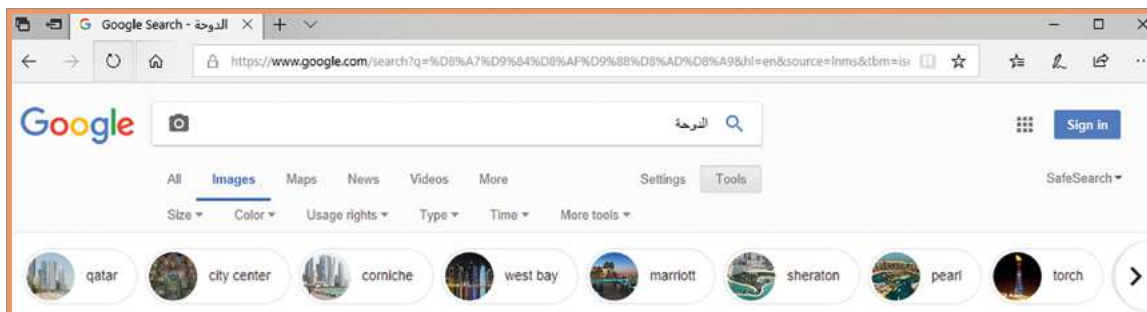 Google Search - الدوحة
https://www.google.com/search?q=%D8%A7%D9%84%D8%AF%D9%88%D8%AD%D8%A9&hl=en&source=lnms&tbm=is
Google الدوحة Sign in
All Images Maps News Videos More Settings Tools SafeSearch
Size Color Usage rights Type Time More tools
qatar city center corniche west bay marriott sheraton pearl torch